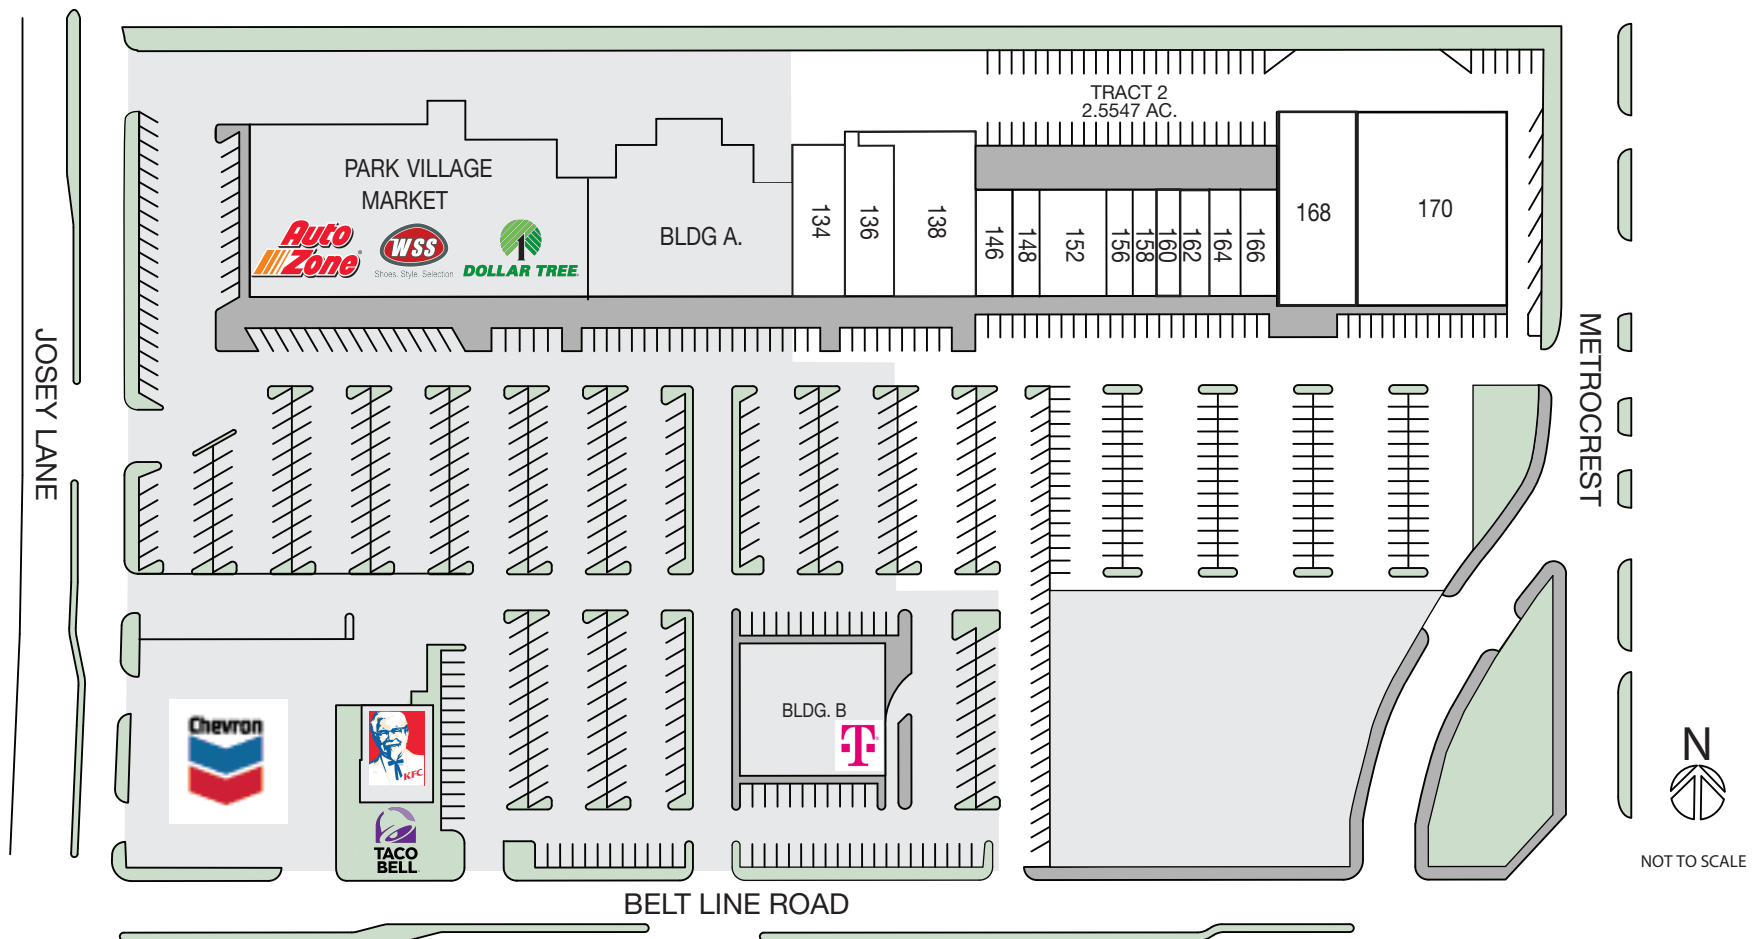 TRACT 2
2.5547 AC.
PARK VILLAGE
MARKET
Auto
Zone
WSS
Shoes. Style. Selection
DOLLAR TREE
BLDG A.
134
136
138
146
148
152
156
158
160
162
164
166
168
170
JOSEY LANE
METROCREST
Chevron
KFC
TACO
BELL
BLDG. B
T
N
NOT TO SCALE
BELT LINE ROAD